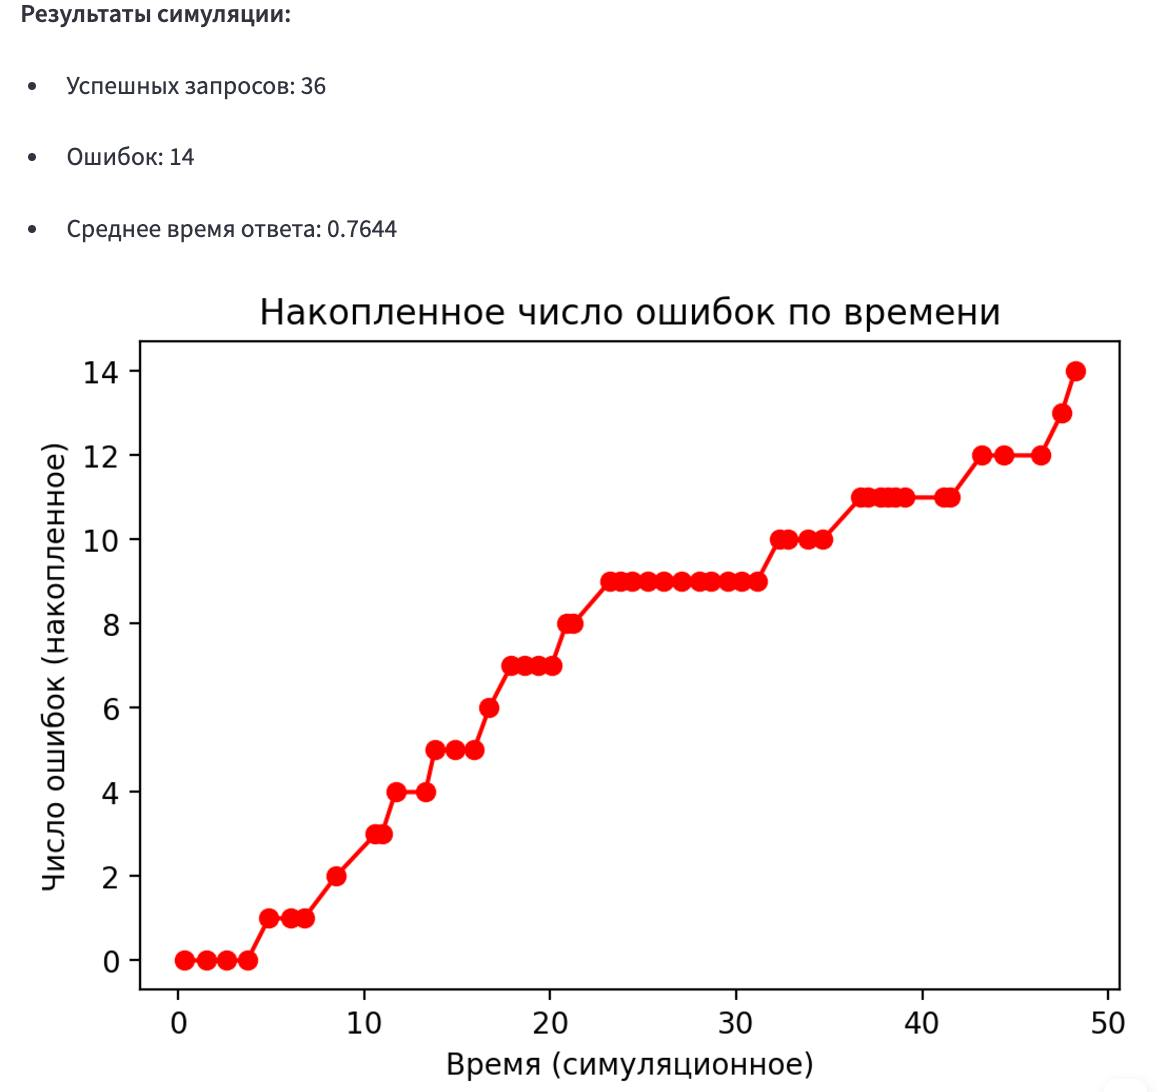 Результаты симуляции:
• Успешных запросов: 36
• Ошибок: 14
• Среднее время ответа: 0.7644
Накопленное число ошибок по времени
Число ошибок (накопленное)
14
12
10
8
6
4
2
0
0 10 20 30 40 50
Время (симуляционное)